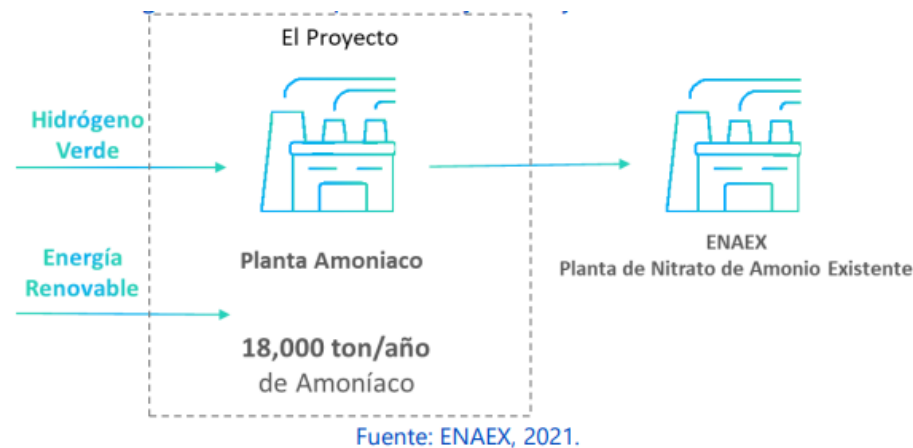 El Proyecto
Hidrógeno
Verde
Energía
Renovable
Planta Amoniaco
18,000 ton/año
de Amoníaco
ENAEX
Planta de Nitrato de Amonio Existente
Fuente: ENAEX, 2021.